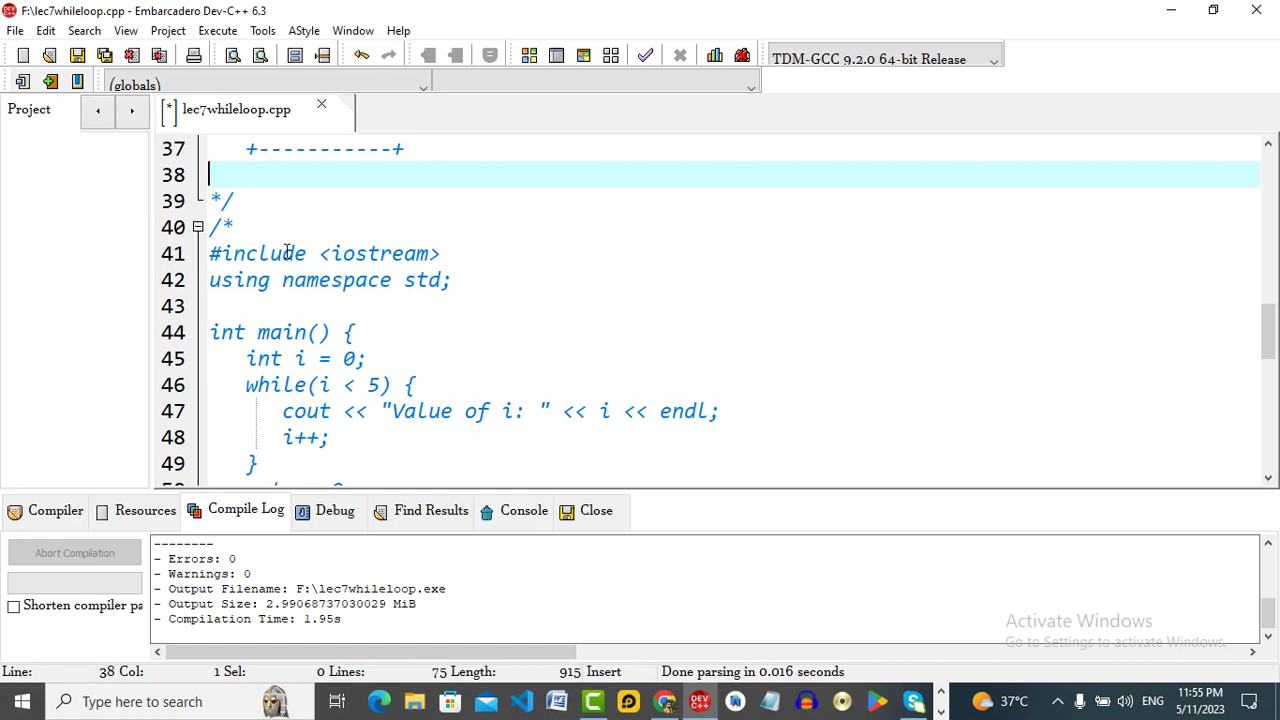 F:\lec7whileloop.cpp - Embarcadero Dev-C++ 6.3
File Edit Search View Project Execute Tools AStyle Window Help
TDM-GCC 9.2.0 64-bit Release
(globals)
Project
[*] lec7whileloop.cpp
37 +-----------+
38
39 */
40 /*
41 #include <iostream>
42 using namespace std;
43
44 int main() {
45 int i = 0;
46 while(i < 5) {
47 cout << "Value of i: " << i << endl;
48 i++;
49 }
Compiler Resources Compile Log Debug Find Results Console Close
Abort Compilation
Shorten compiler pa
--------
- Errors: 0
- Warnings: 0
- Output Filename: F:\lec7whileloop.exe
- Output Size: 2.99068737030029 MiB
- Compilation Time: 1.95s
Activate Windows
Go to Settings to activate Windows.
Line: 38 Col: 1 Sel: 0 Lines: 75 Length: 915 Insert Done parsing in 0.016 seconds
Type here to search
37°C
ENG
11:55 PM
5/11/2023